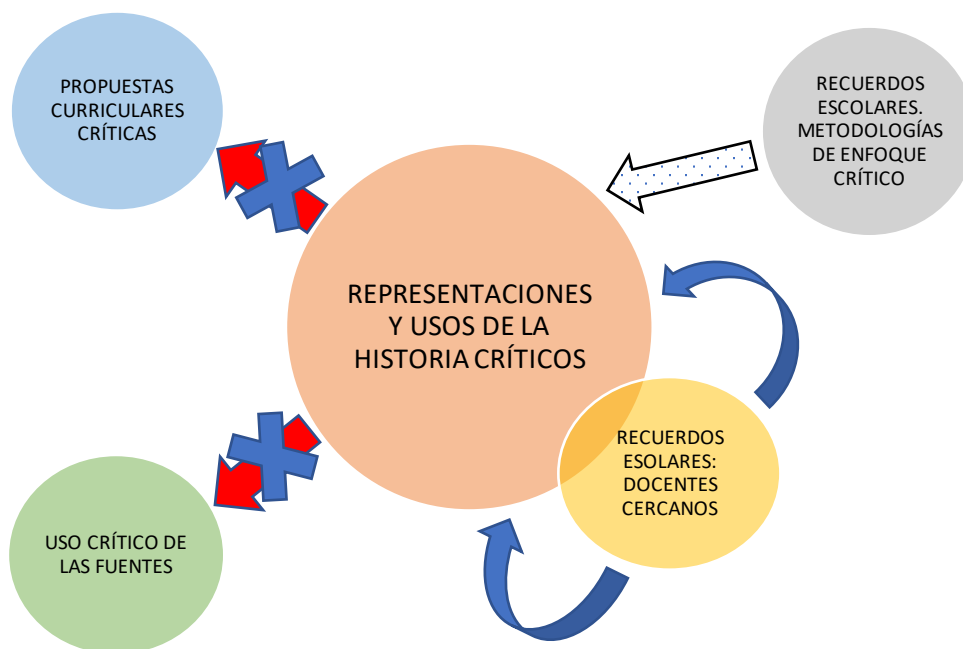 PROPUESTAS
CURRICULARES
CRÍTICAS
RECUERDOS
ESCOLARES.
METODOLOGÍAS
DE ENFOQUE
CRÍTICO
REPRESENTACIONES
Y USOS DE LA
HISTORIA CRÍTICOS
RECUERDOS
ESOLARES:
DOCENTES
CERCANOS
USO CRÍTICO DE
LAS FUENTES